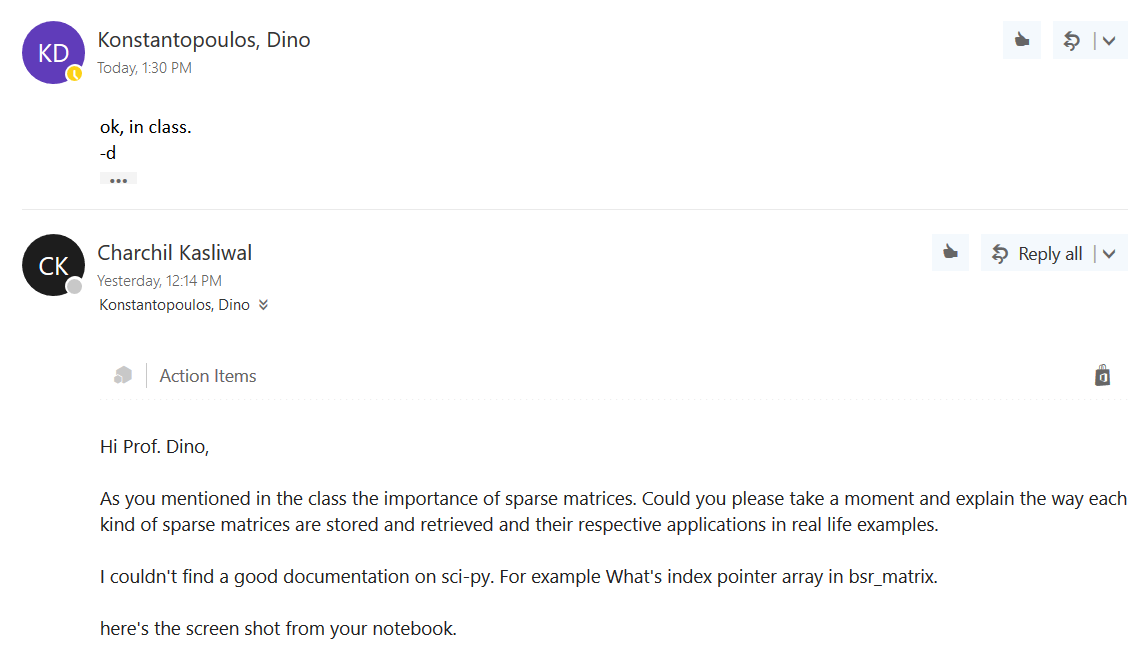 KD
Konstantopoulos, Dino
Today, 1:30 PM
ok, in class.
-d
...
CK
Charchil Kasliwal
Reply all
Yesterday, 12:14 PM
Konstantopoulos, Dino
Action Items
Hi Prof. Dino,
As you mentioned in the class the importance of sparse matrices. Could you please take a moment and explain the way each
kind of sparse matrices are stored and retrieved and their respective applications in real life examples.
I couldn't find a good documentation on sci-py. For example What's index pointer array in bsr_matrix.
here's the screen shot from your notebook.